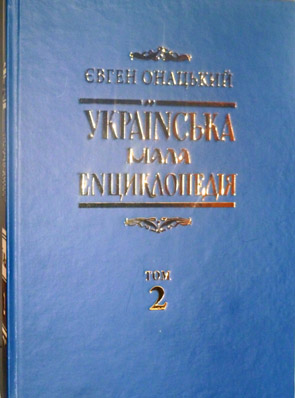 ЄВГЕН ОНАЦЬКИЙ
УКРАЇНСЬКА
МАЛА
ЕНЦИКЛОПЕДІЯ
ТОМ
2